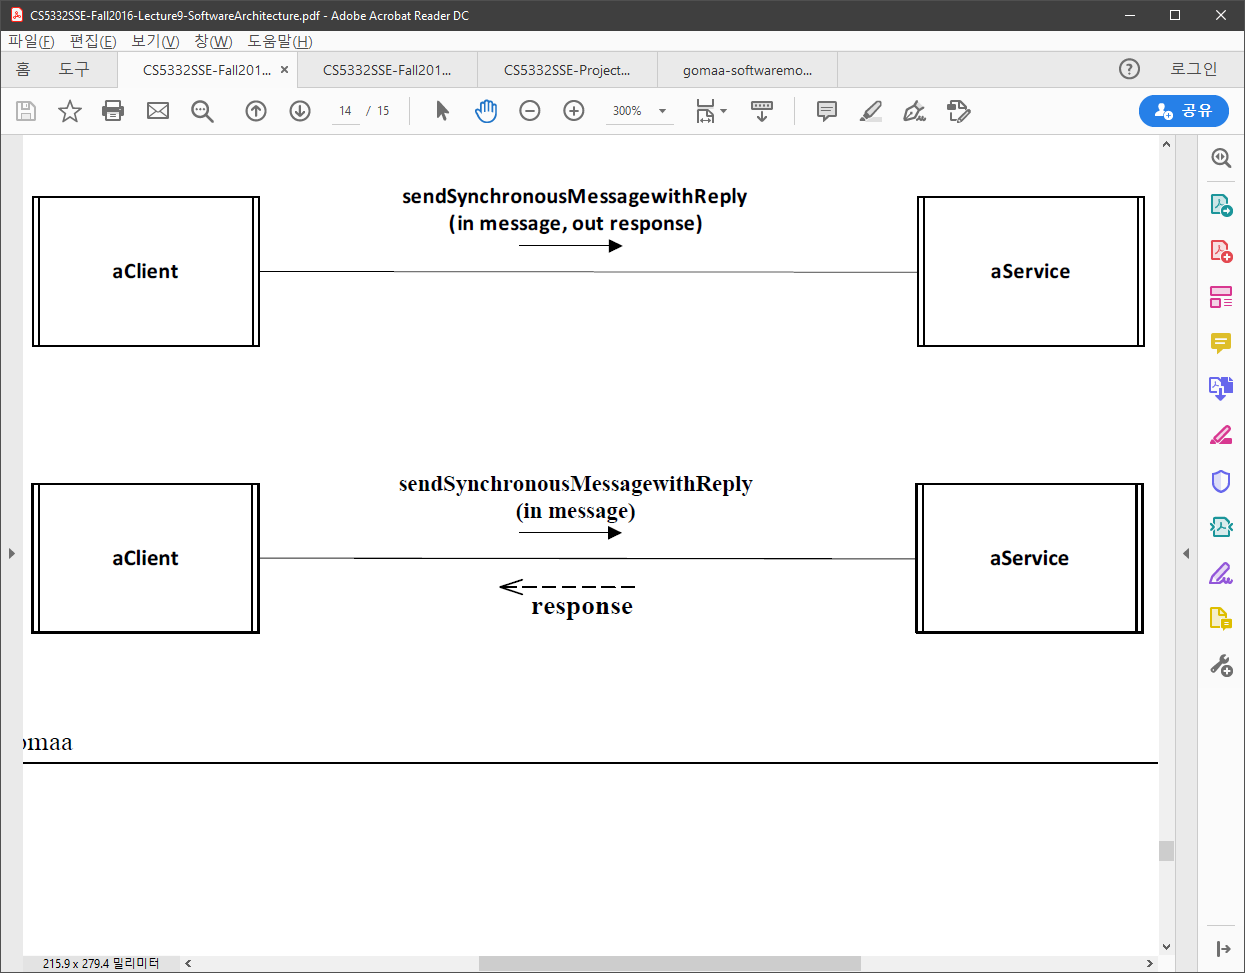 CS5332SSE-Fall2016-Lecture9-SoftwareArchitecture.pdf - Adobe Acrobat Reader DC
파일(F) 편집(E) 보기(V) 창(W) 도움말(H)
홈 도구 CS5332SSE-Fall201... × CS5332SSE-Fall201... CS5332SSE-Project... gomaa-softwaremo... 로그인
14 / 15 300% 공유
sendSynchronousMessagewithReply
(in message, out response)
aClient aService
sendSynchronousMessagewithReply
(in message)
aClient aService
response
omaa
215.9 x 279.4 밀리미터